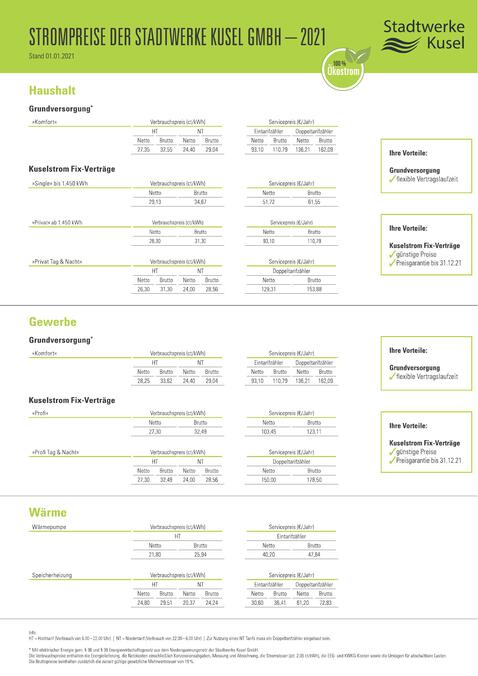 STROMPREISE DER STADTWERKE KUSEL GMBH – 2021
Stand 01.01.2021
Stadtwerke
Kusel
100 %
Ökostrom
Haushalt
Grundversorgung*
»Komfort« Verbrauchspreis (ct/kWh) Servicepreis (€/Jahr)
HT NT Eintarifzähler Doppeltarifzähler
Netto Brutto Netto Brutto Netto Brutto Netto Brutto
27,35 32,55 24,40 29,04 93,10 110,79 136,21 162,09
Kuselstrom Fix-Verträge
»Single« bis 1.450 kWh Verbrauchspreis (ct/kWh) Servicepreis (€/Jahr)
Netto Brutto Netto Brutto
29,13 34,67 51,72 61,55
»Privat« ab 1.450 kWh Verbrauchspreis (ct/kWh) Servicepreis (€/Jahr)
Netto Brutto Netto Brutto
26,30 31,30 93,10 110,79
»Privat Tag & Nacht« Verbrauchspreis (ct/kWh) Servicepreis (€/Jahr)
HT NT Doppeltarifzähler
Netto Brutto Netto Brutto Netto Brutto
26,30 31,30 24,00 28,56 129,31 153,88
Ihre Vorteile:
Grundversorgung
✓ flexible Vertragslaufzeit
Ihre Vorteile:
Kuselstrom Fix-Verträge
✓ günstige Preise
✓ Preisgarantie bis 31.12.21
Gewerbe
Grundversorgung*
»Komfort« Verbrauchspreis (ct/kWh) Servicepreis (€/Jahr)
HT NT Eintarifzähler Doppeltarifzähler
Netto Brutto Netto Brutto Netto Brutto Netto Brutto
28,25 33,62 24,40 29,04 93,10 110,79 136,21 162,09
Kuselstrom Fix-Verträge
»Profi« Verbrauchspreis (ct/kWh) Servicepreis (€/Jahr)
Netto Brutto Netto Brutto
27,30 32,49 103,45 123,11
»Profi Tag & Nacht« Verbrauchspreis (ct/kWh) Servicepreis (€/Jahr)
HT NT Doppeltarifzähler
Netto Brutto Netto Brutto Netto Brutto
27,30 32,49 24,00 28,56 150,00 178,50
Ihre Vorteile:
Grundversorgung
✓ flexible Vertragslaufzeit
Ihre Vorteile:
Kuselstrom Fix-Verträge
✓ günstige Preise
✓ Preisgarantie bis 31.12.21
Wärme
Wärmepumpe Verbrauchspreis (ct/kWh) Servicepreis (€/Jahr)
HT Eintarifzähler
Netto Brutto Netto Brutto
21,80 25,94 40,20 47,84
Speicherheizung Verbrauchspreis (ct/kWh) Servicepreis (€/Jahr)
HT NT Eintarifzähler Doppeltarifzähler
Netto Brutto Netto Brutto Netto Brutto Netto Brutto
24,80 29,51 20,37 24,24 30,60 36,41 61,20 72,83
Info:
HT = Hochtarif (Verbrauch von 6.00 – 22.00 Uhr) | NT = Niedertarif (Verbrauch von 22.00 – 6.00 Uhr) | Zur Nutzung eines NT Tarifs muss ein Doppeltarifzähler eingebaut sein.
* Mit elektrischer Energie gem. § 36 und § 38 Energiewirtschaftsgesetz aus dem Niederspannungsnetz der Stadtwerke Kusel GmbH.
Die Verbrauchspreise enthalten die Energielieferung, die Netzkosten einschließlich Konzessionsabgaben, Messung und Abrechnung, die Stromsteuer (zzt. 2,05 ct/kWh), die EEG- und KWKG-Kosten sowie die Umlagen für abschaltbare Lasten.
Die Bruttopreise beinhalten zusätzlich die derzeit gültige gesetzliche Mehrwertsteuer von 19 %.